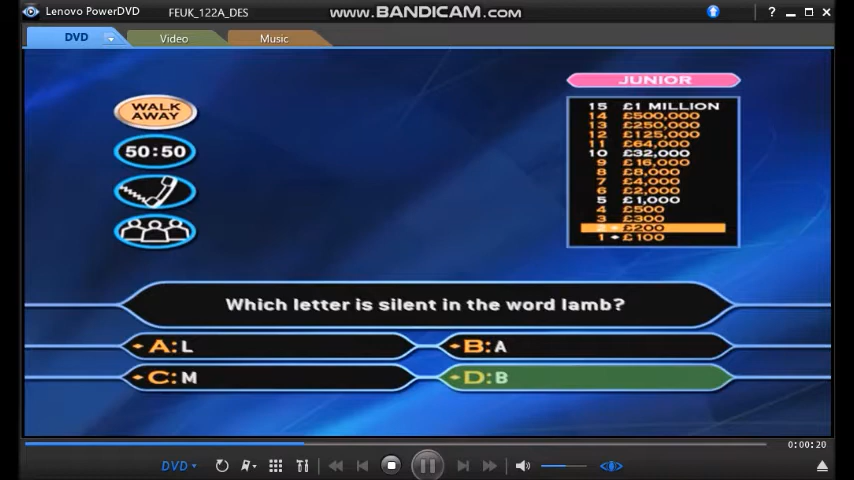 Lenovo PowerDVD
FEUK_122A_DES
www.BANDICAM.com
?
DVD
Video
Music
WALK AWAY
50:50
JUNIOR
15 £1 MILLION
14 £500,000
13 £250,000
12 £125,000
11 £64,000
10 £32,000
9 £16,000
8 £8,000
7 £4,000
6 £2,000
5 £1,000
4 £500
3 £300
2 £200
1 £100
Which letter is silent in the word lamb?
A: L
B: A
C: M
D: B
0:00:20
DVD